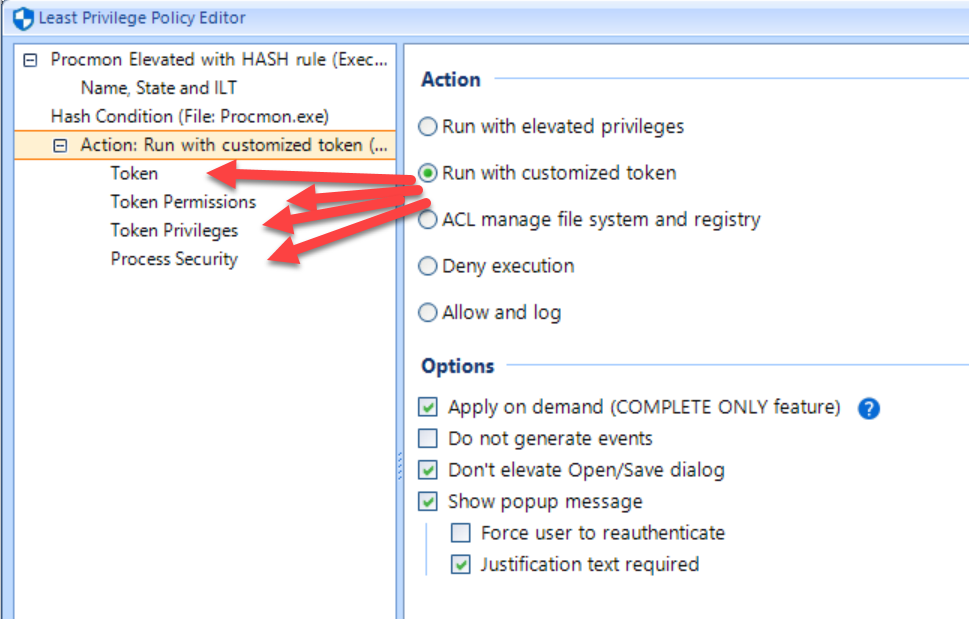 Least Privilege Policy Editor
Procmon Elevated with HASH rule (Exec...
Name, State and ILT
Hash Condition (File: Procmon.exe)
Action: Run with customized token (...
Token
Token Permissions
Token Privileges
Process Security
Action
Run with elevated privileges
Run with customized token
ACL manage file system and registry
Deny execution
Allow and log
Options
Apply on demand (COMPLETE ONLY feature) ?
Do not generate events
Don't elevate Open/Save dialog
Show popup message
Force user to reauthenticate
Justification text required